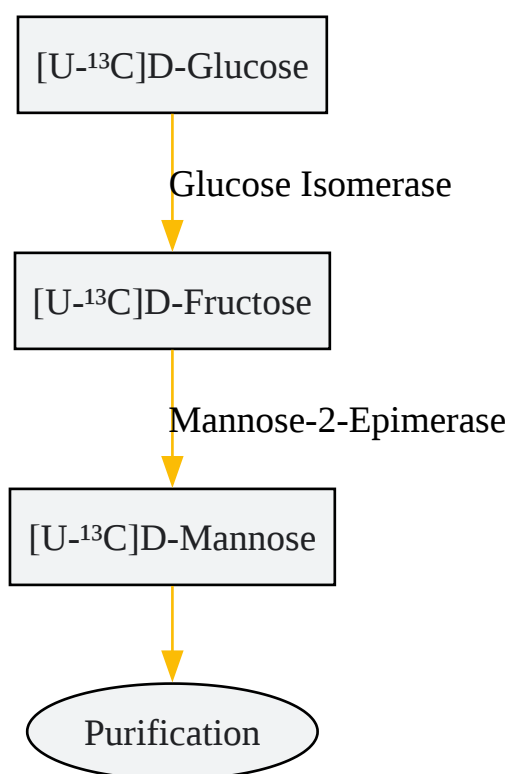 [U-¹³C]D-Glucose
Glucose Isomerase
[U-¹³C]D-Fructose
Mannose-2-Epimerase
[U-¹³C]D-Mannose
Purification